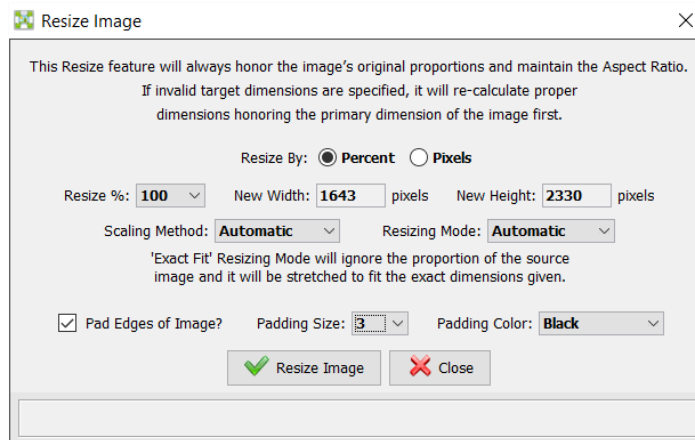 Resize Image
This Resize feature will always honor the image's original proportions and maintain the Aspect Ratio.
If invalid target dimensions are specified, it will re-calculate proper
dimensions honoring the primary dimension of the image first.
Resize By: Percent Pixels
Resize %: 100 New Width: 1643 pixels New Height: 2330 pixels
Scaling Method: Automatic Resizing Mode: Automatic
'Exact Fit' Resizing Mode will ignore the proportion of the source
image and it will be stretched to fit the exact dimensions given.
Pad Edges of Image? Padding Size: 3 Padding Color: Black
Resize Image Close